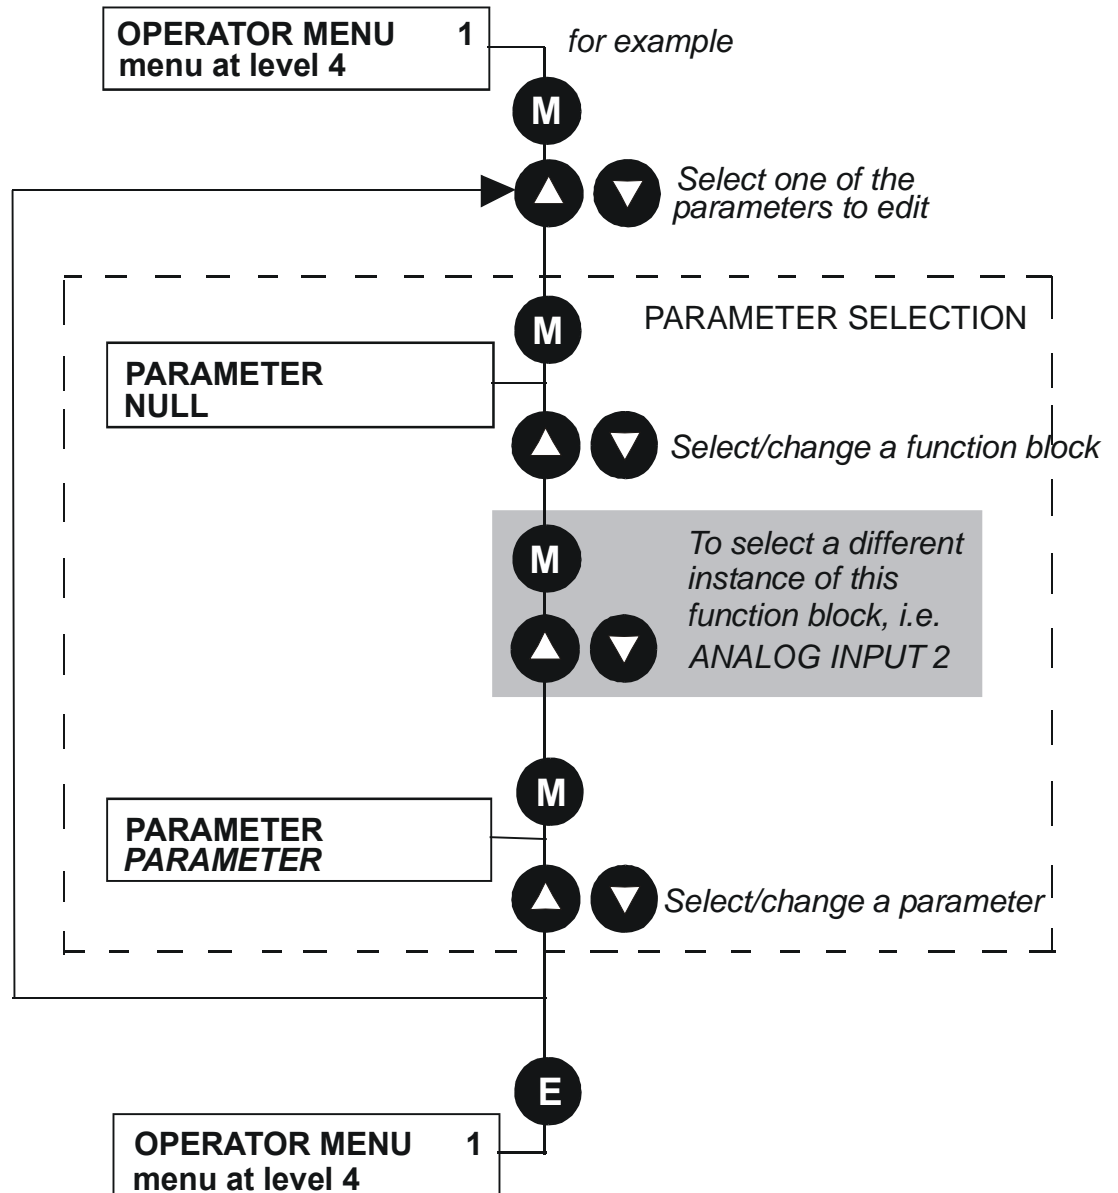 OPERATOR MENU 1
menu at level 4
for example
M
Select one of the
parameters to edit
M
PARAMETER SELECTION
PARAMETER
NULL
Select/change a function block
M
To select a different
instance of this
function block, i.e.
ANALOG INPUT 2
M
PARAMETER
PARAMETER
Select/change a parameter
E
OPERATOR MENU 1
menu at level 4